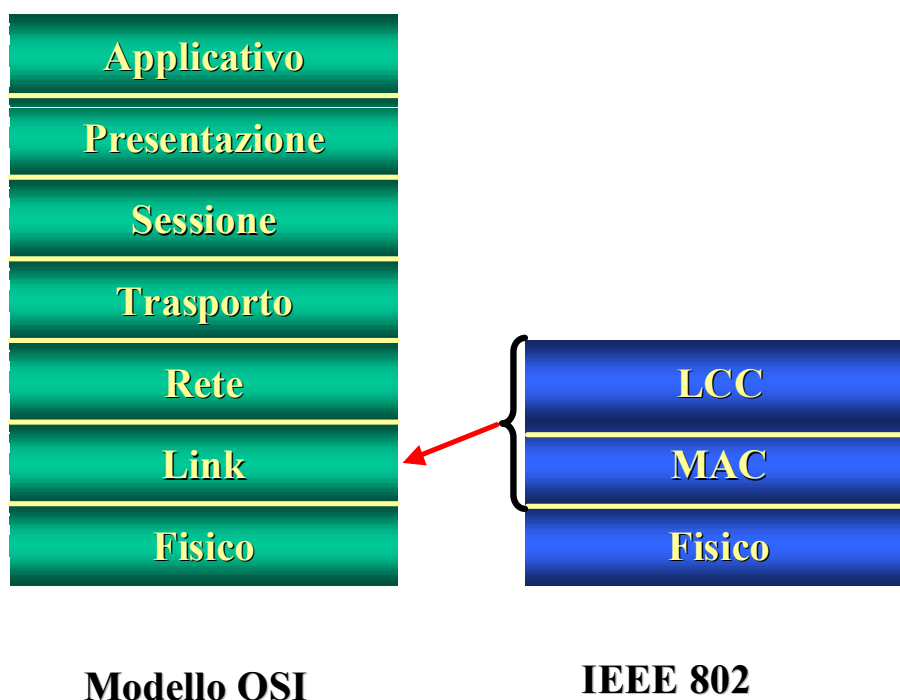 Applicativo
Presentazione
Sessione
Trasporto
Rete
Link
Fisico
Modello OSI
LCC
MAC
Fisico
IEEE 802